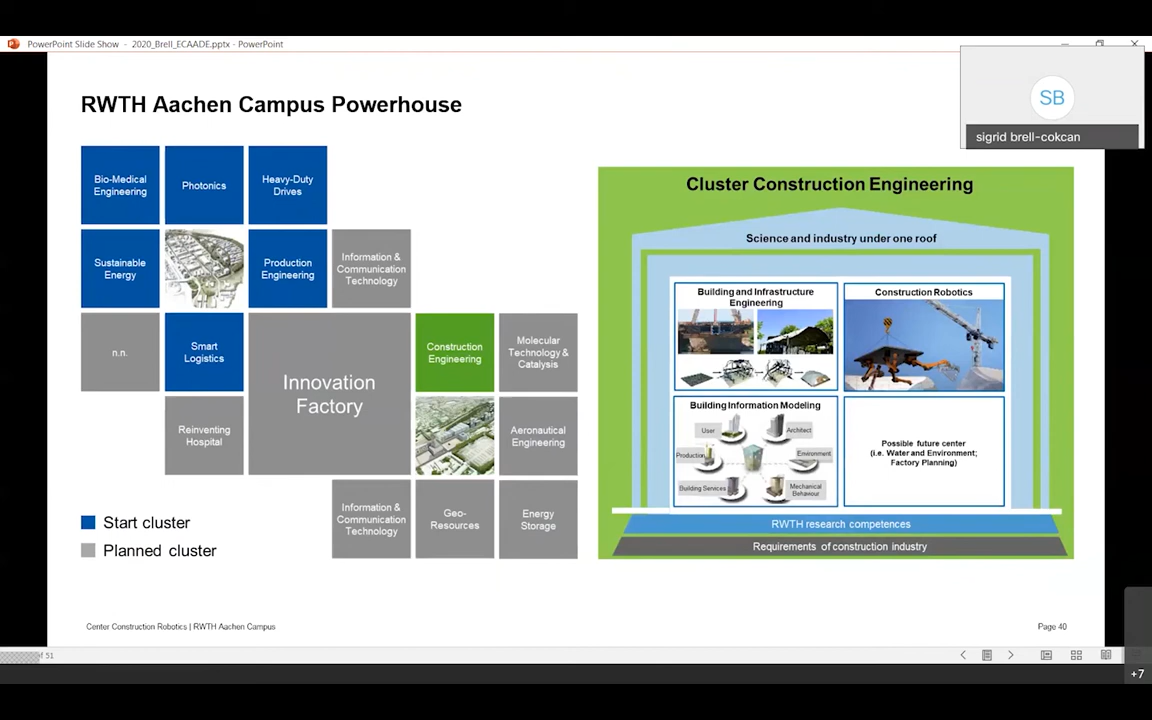 PowerPoint Slide Show - 2020_Brell_ECAADE.pptx - PowerPoint
SB
sigrid brell-cokcan
RWTH Aachen Campus Powerhouse
Bio-Medical
Engineering
Photonics
Heavy-Duty
Drives
Sustainable
Energy
Production
Engineering
Information &
Communication
Technology
n.n.
Smart
Logistics
Innovation
Factory
Construction
Engineering
Molecular
Technology &
Catalysis
Reinventing
Hospital
Aeronautical
Engineering
Information &
Communication
Technology
Geo-
Resources
Energy
Storage
Start cluster
Planned cluster
Cluster Construction Engineering
Science and industry under one roof
Building and Infrastructure
Engineering
Construction Robotics
Building Information Modeling
User
Architect
Production
Environment
Building Services
Mechanical
Behaviour
Possible future center
(i.e. Water and Environment;
Factory Planning)
RWTH research competences
Requirements of construction industry
Center Construction Robotics | RWTH Aachen Campus
Page 40
of 51
+7